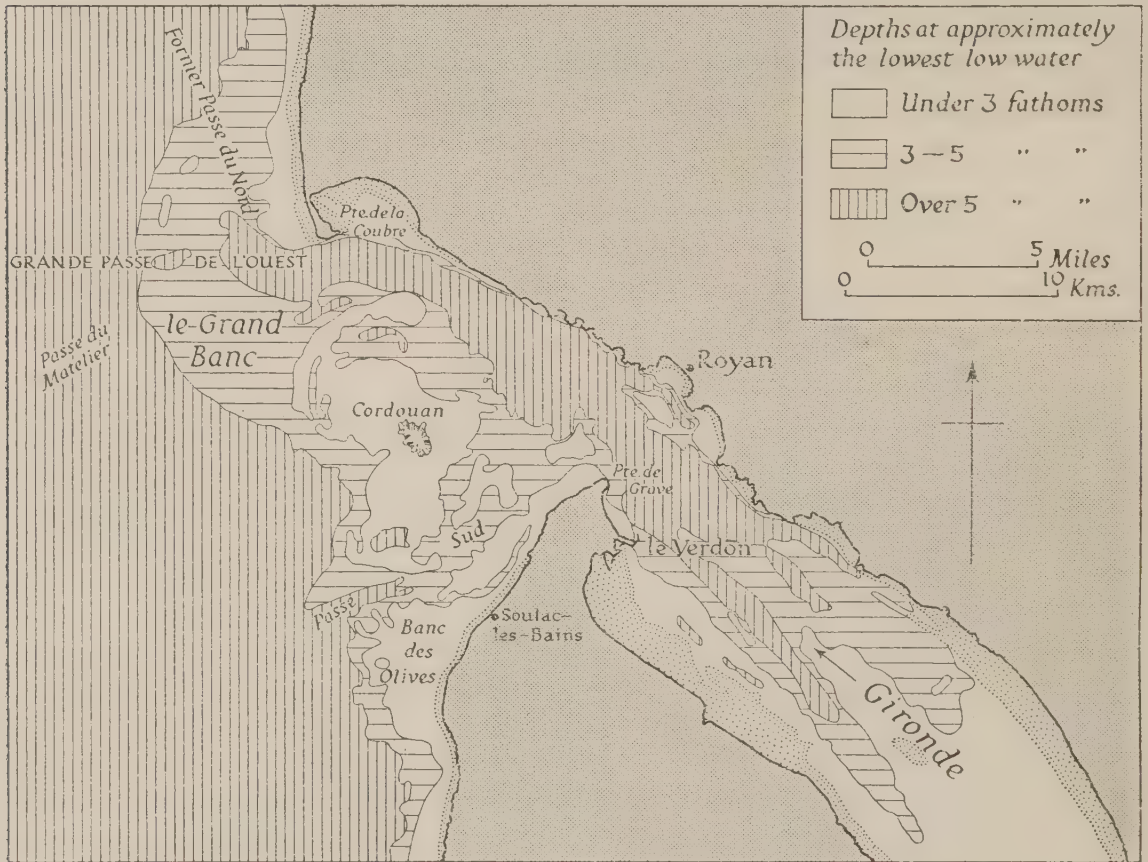 Depths at approximately
the lowest low water
Under 3 fathoms
3 – 5 " "
Over 5 " "
0 5 Miles
0 10 Kms.
Former Passe du Nord
Pte. de la
Coubre
GRANDE PASSE DE L'OUEST
le-Grand
Banc
Passe du
Matelier
Royan
Cordouan
Pte. de
Grave
le Verdon
Passe Sud
Soulac-
les-Bains
Banc
des
Olives
Gironde